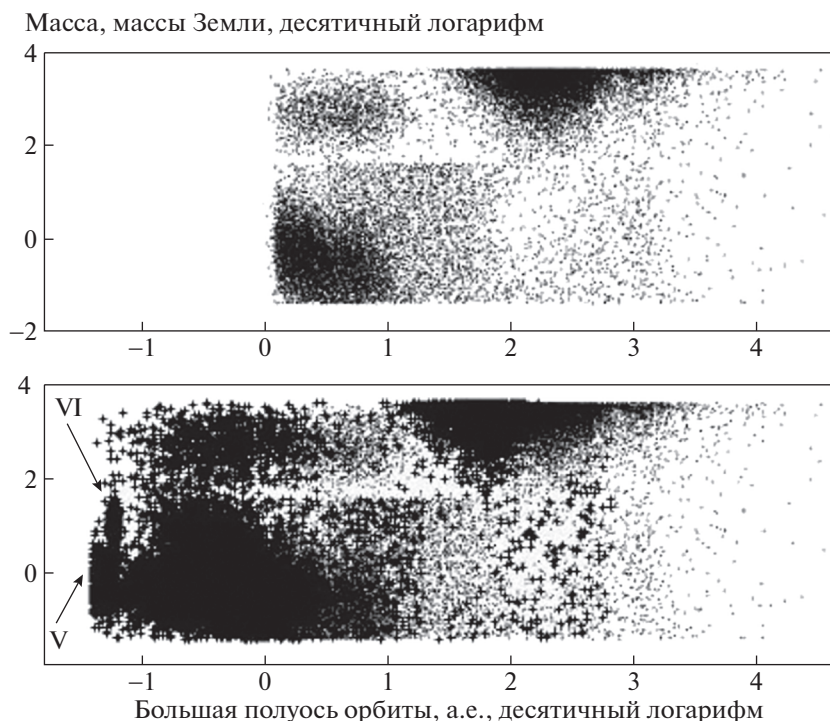 Масса, массы Земли, десятичный логарифм
4
2
0
–2
–1 0 1 2 3 4
4
VI
2
0
V
–1 0 1 2 3 4
Большая полуось орбиты, а.е., десятичный логарифм